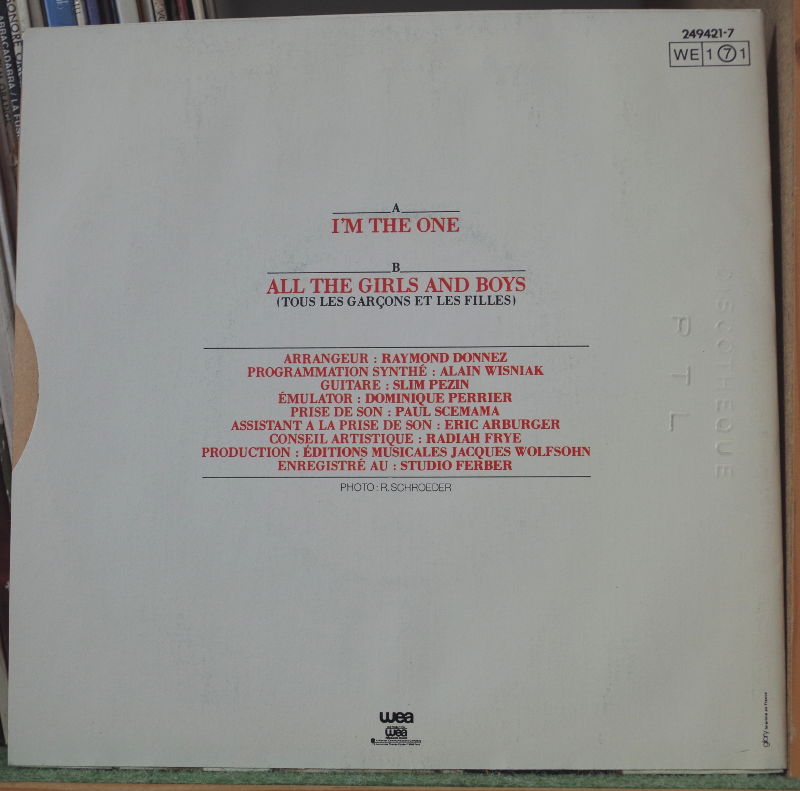 249421-7
WE 1 7 1
A
I'M THE ONE
B
ALL THE GIRLS AND BOYS
(TOUS LES GARÇONS ET LES FILLES)
ARRANGEUR : RAYMOND DONNEZ
PROGRAMMATION SYNTHÉ : ALAIN WISNIAK
GUITARE : SLIM PEZIN
ÉMULATOR : DOMINIQUE PERRIER
PRISE DE SON : PAUL SCEMAMA
ASSISTANT A LA PRISE DE SON : ERIC ARBURGER
CONSEIL ARTISTIQUE : RADIAH FRYE
PRODUCTION : ÉDITIONS MUSICALES JACQUES WOLFSOHN
ENREGISTRÉ AU : STUDIO FERBER
PHOTO : R. SCHROEDER
DISCOTHEQUE
P T L
wea
wea
glory
ABRACADABRA / LA